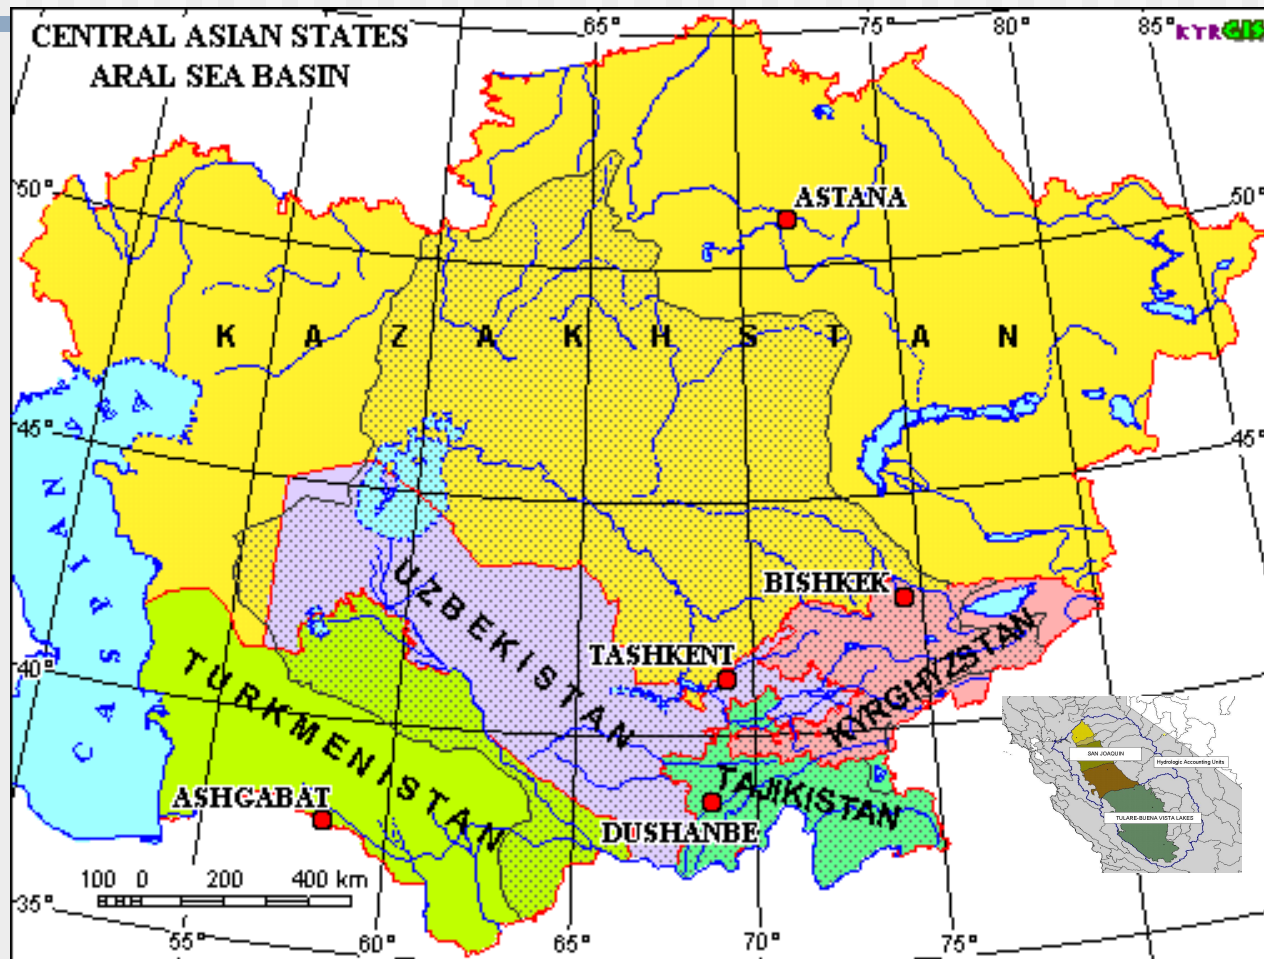 CENTRAL ASIAN STATES
ARAL SEA BASIN
65°
75°
80°
85°
KYRGIS
50°
50°
ASTANA
KAZAKHSTAN
45°
45°
CASPIAN SEA
UZBEKISTAN
BISHKEK
TASHKENT
40°
TURKMENISTAN
KYRGHYZSTAN
SAN JOAQUIN
Hydrologic Accounting Units
TAJIKISTAN
ASHGABAT
DUSHANBE
TULARE-BUENA VISTA LAKES
100 0 200 400 km
35°
55°
60°
65°
70°
75°